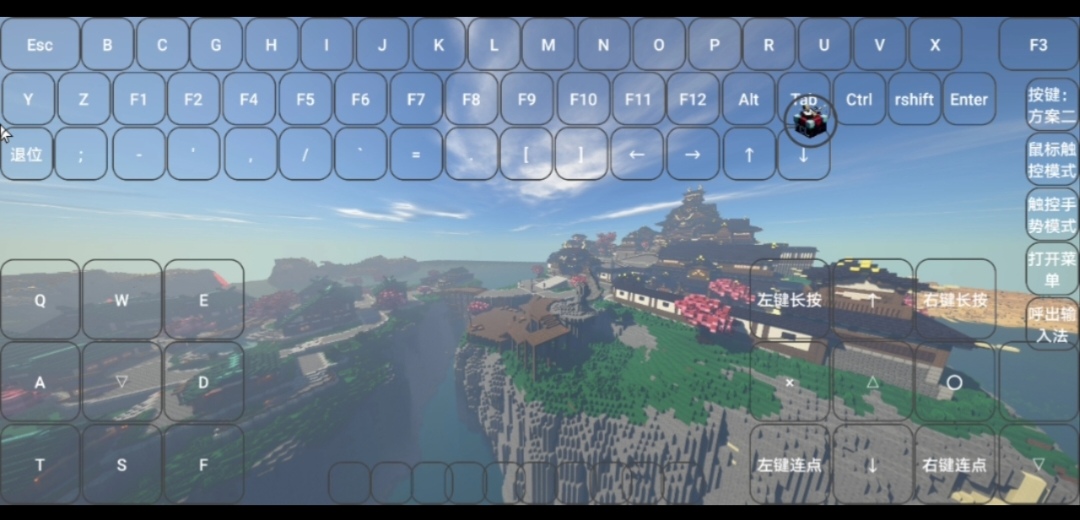 Esc B C G H I J K L M N O P R U V X F3
Y Z F1 F2 F4 F5 F6 F7 F8 F9 F10 F11 F12 Alt Tab Ctrl rshift Enter
按键:
方案二
退位 ; - ' , / ` = . [ ] ← → ↑ ↓
鼠标触
控模式
触控手
势模式
打开菜
单
Q W E 左键长按 ↑ 右键长按
呼出输
入法
A ▽ D × △ ○
T S F 左键连点 ↓ 右键连点 ▽